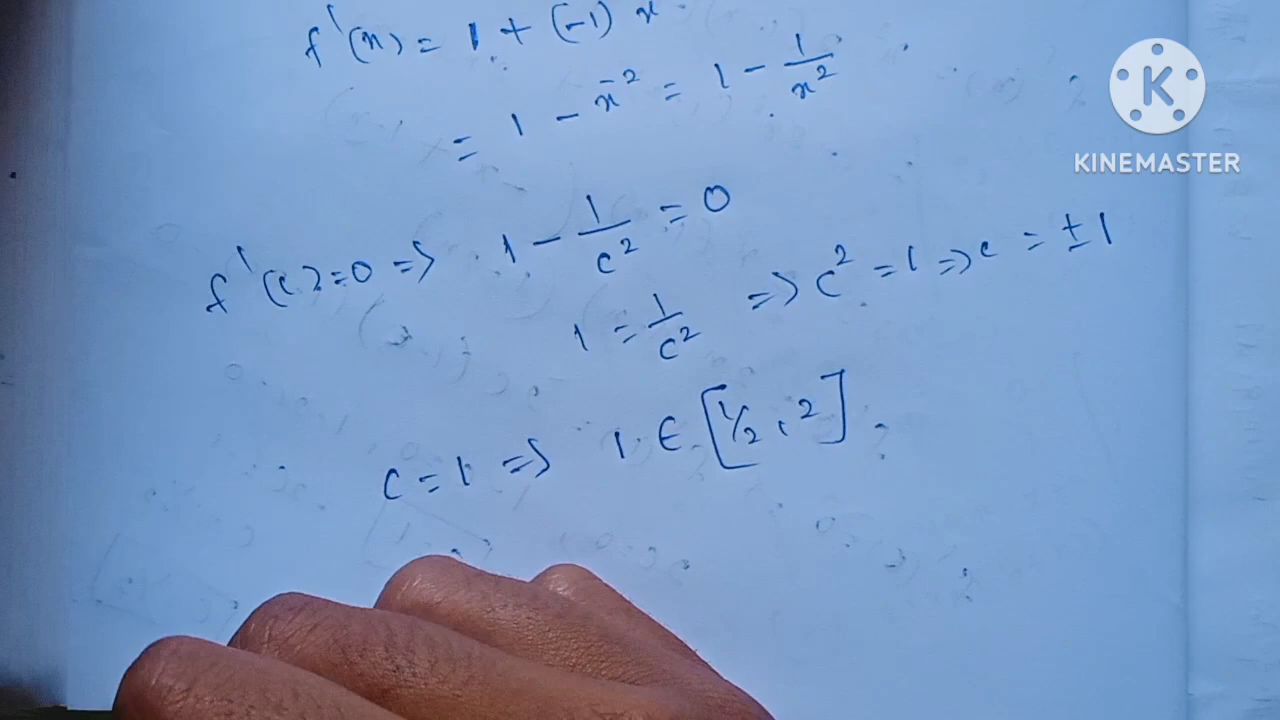 f'(x) = 1 + (-1) x
= 1 - x⁻² = 1 - 1/x²
f'(c) = 0 => 1 - 1/c² = 0
1 = 1/c² => c² = 1 => c = ±1
c = 1 => 1 ∈ [1/2, 2].
K
KINEMASTER